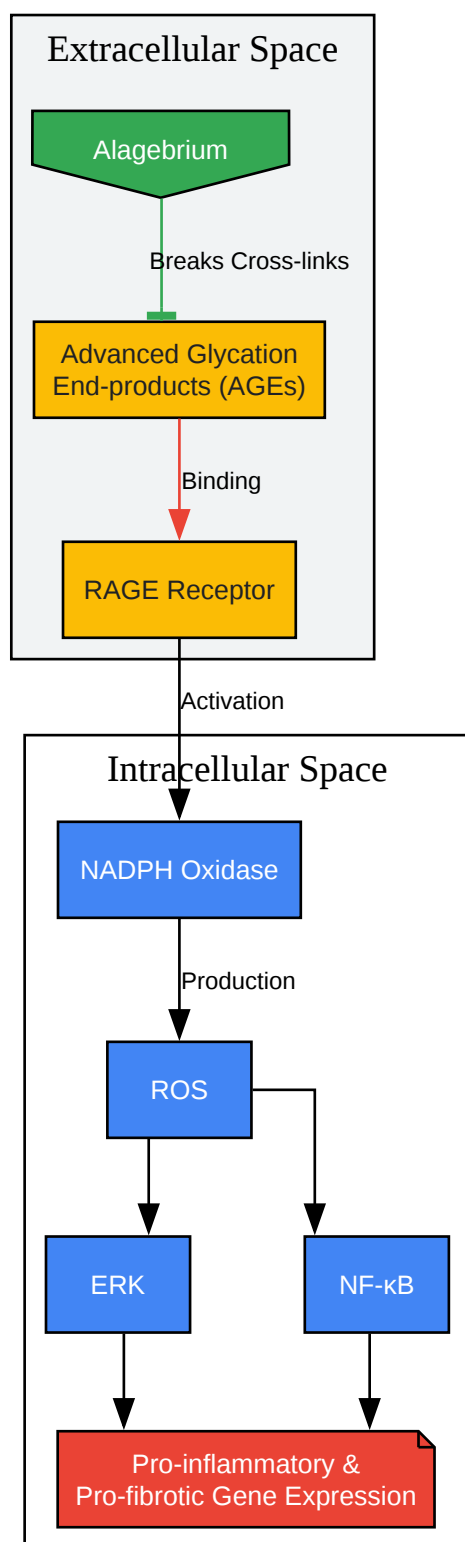 Extracellular Space
Alagebrium
Breaks Cross-links
Advanced Glycation
End-products (AGEs)
Binding
RAGE Receptor
Activation
Intracellular Space
NADPH Oxidase
Production
ROS
ERK
NF-κB
Pro-inflammatory &
Pro-fibrotic Gene Expression